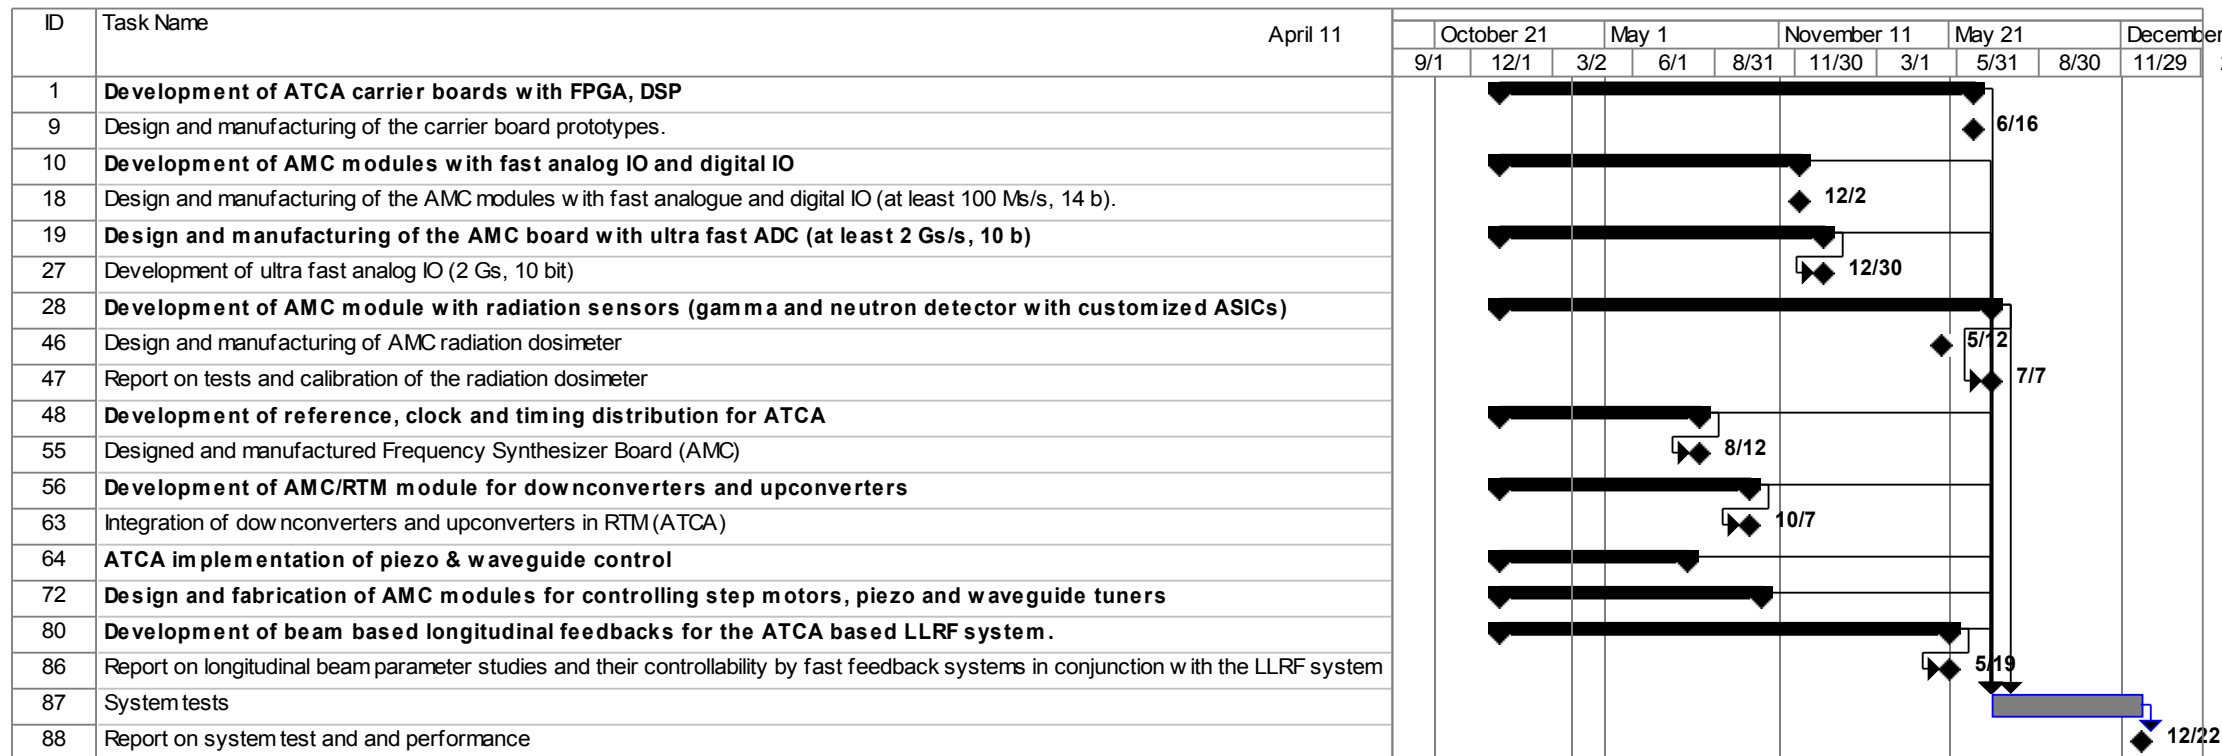 ID Task Name April 11 October 21 May 1 November 11 May 21 December
9/1 12/1 3/2 6/1 8/31 11/30 3/1 5/31 8/30 11/29
1 Development of ATCA carrier boards with FPGA, DSP
9 Design and manufacturing of the carrier board prototypes. 6/16
10 Development of AMC modules with fast analog IO and digital IO
18 Design and manufacturing of the AMC modules with fast analogue and digital IO (at least 100 Ms/s, 14 b). 12/2
19 Design and manufacturing of the AMC board with ultra fast ADC (at least 2 Gs/s, 10 b)
27 Development of ultra fast analog IO (2 Gs, 10 bit) 12/30
28 Development of AMC module with radiation sensors (gamma and neutron detector with customized ASICs)
46 Design and manufacturing of AMC radiation dosimeter 5/12
47 Report on tests and calibration of the radiation dosimeter 7/7
48 Development of reference, clock and timing distribution for ATCA
55 Designed and manufactured Frequency Synthesizer Board (AMC) 8/12
56 Development of AMC/RTM module for downconverters and upconverters
63 Integration of downconverters and upconverters in RTM (ATCA) 10/7
64 ATCA implementation of piezo & waveguide control
72 Design and fabrication of AMC modules for controlling step motors, piezo and waveguide tuners
80 Development of beam based longitudinal feedbacks for the ATCA based LLRF system.
86 Report on longitudinal beam parameter studies and their controllability by fast feedback systems in conjunction with the LLRF system 5/19
87 System tests
88 Report on system test and and performance 12/22